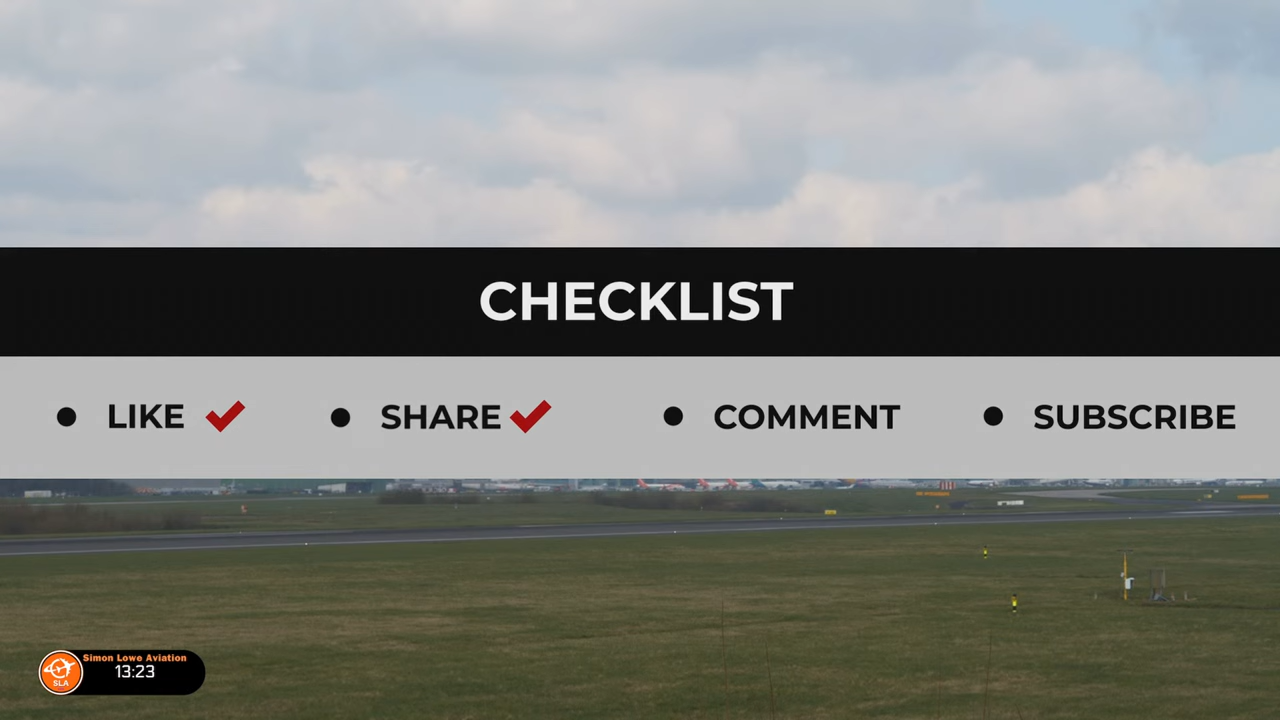 CHECKLIST
• LIKE ✔ • SHARE ✔ • COMMENT • SUBSCRIBE
Simon Lowe Aviation
13:23
SLA